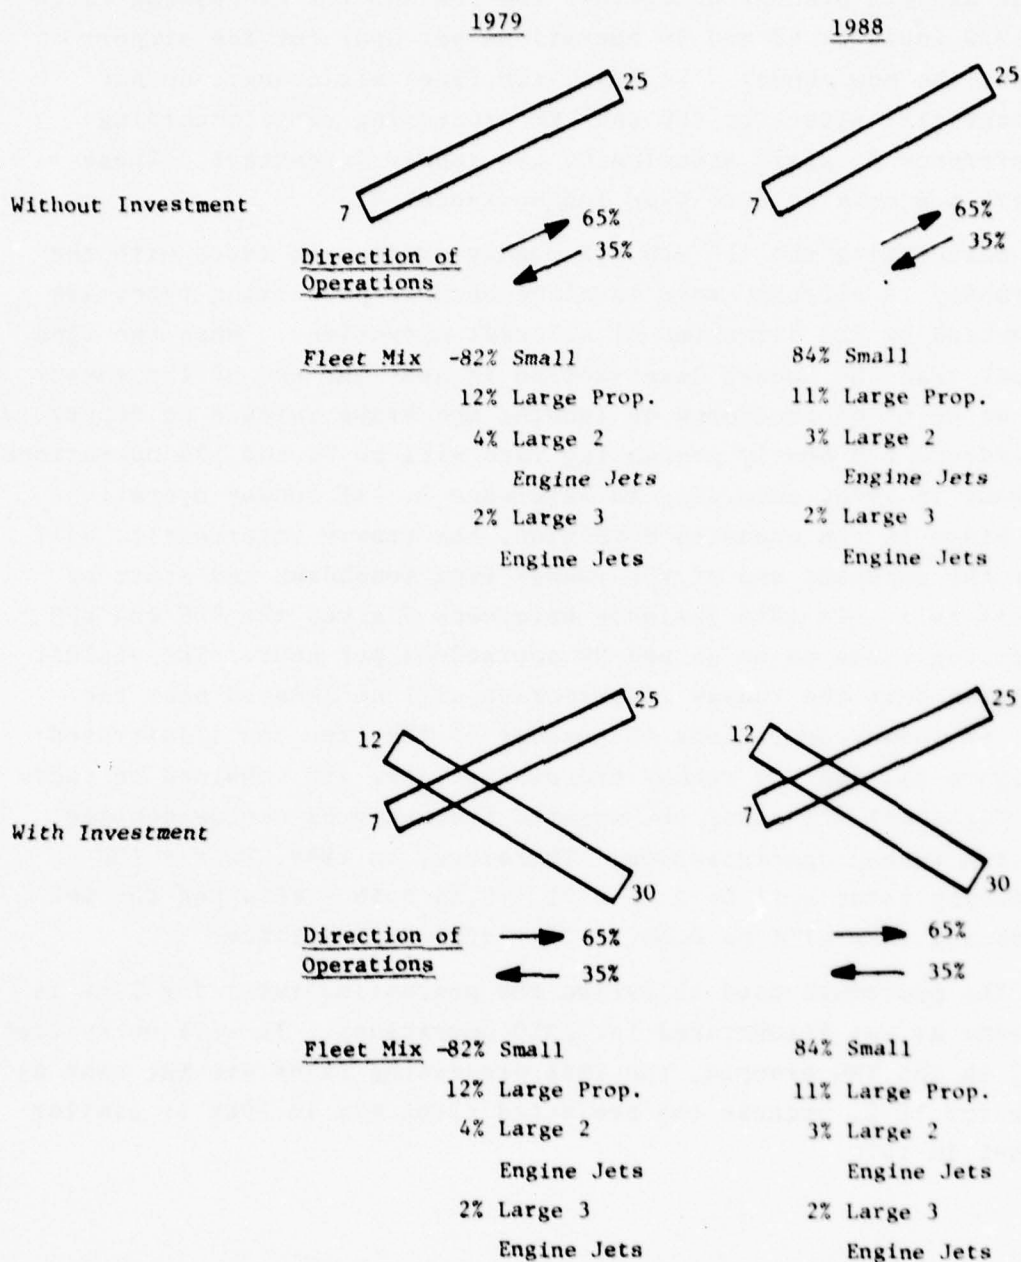 1979 1988
25 25
Without Investment
7 7
65% 65%
35% 35%
Direction of
Operations
Fleet Mix -82% Small 84% Small
12% Large Prop. 11% Large Prop.
4% Large 2 3% Large 2
Engine Jets Engine Jets
2% Large 3 2% Large 3
Engine Jets Engine Jets
25 25
12 12
7 7
With Investment
30 30
Direction of 65% 65%
Operations 35% 35%
Fleet Mix -82% Small 84% Small
12% Large Prop. 11% Large Prop.
4% Large 2 3% Large 2
Engine Jets Engine Jets
2% Large 3 2% Large 3
Engine Jets Engine Jets